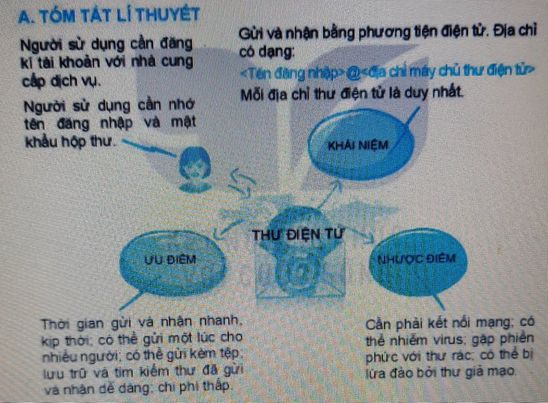 A. TÓM TẮT LÍ THUYẾT
Người sử dụng cần đăng
kí tài khoản với nhà cung
cấp dịch vụ.
Người sử dụng cần nhớ
tên đăng nhập và mật
khẩu hộp thư.
Gửi và nhận bằng phương tiện điện tử. Địa chỉ
có dạng:
<Tên đăng nhập>@<địa chỉ máy chủ thư điện tử>
Mỗi địa chỉ thư điện tử là duy nhất.
KHÁI NIỆM
THƯ ĐIỆN TỬ
ƯU ĐIỂM
NHƯỢC ĐIỂM
Thời gian gửi và nhận nhanh,
kịp thời; có thể gửi một lúc cho
nhiều người; có thể gửi kèm tệp;
lưu trữ và tìm kiếm thư đã gửi
và nhận dễ dàng; chi phí thấp.
Cần phải kết nối mạng; có
thể nhiễm virus; gặp phiền
phức với thư rác; có thể bị
lừa đảo bởi thư giả mạo.